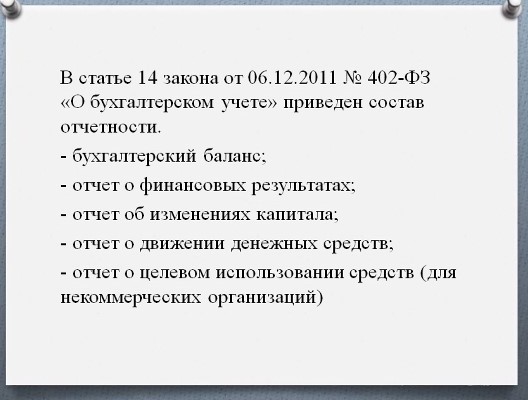 В статье 14 закона от 06.12.2011 № 402-ФЗ
«О бухгалтерском учете» приведен состав
отчетности.
- бухгалтерский баланс;
- отчет о финансовых результатах;
- отчет об изменениях капитала;
- отчет о движении денежных средств;
- отчет о целевом использовании средств (для
некоммерческих организаций)